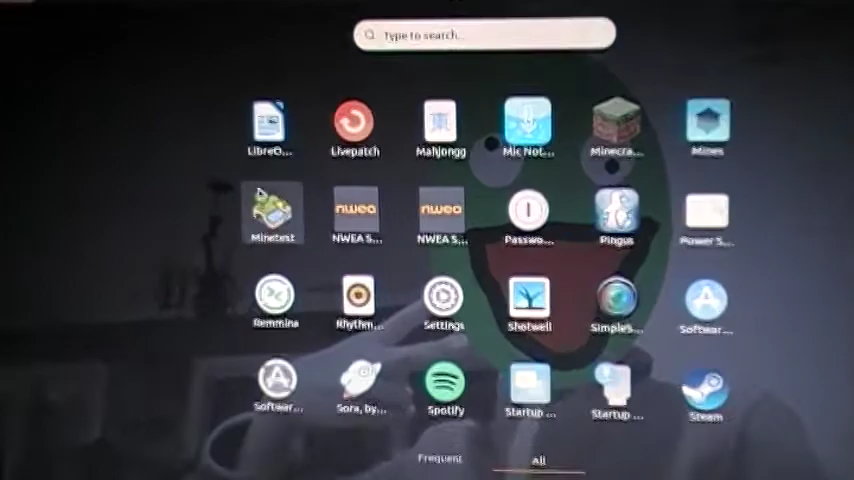 Type to search...
LibreO... Livepatch Mahjongg Mic Not... Minecra... Mines
nwea nwea
Minetest NWEA S... NWEA S... Passwo... Pingus Power S...
Remmina Rhythm... Settings Shotwell SimpleS... Softwar...
Softwar... Sora, by... Spotify Startup ... Startup ... Steam
Frequent All